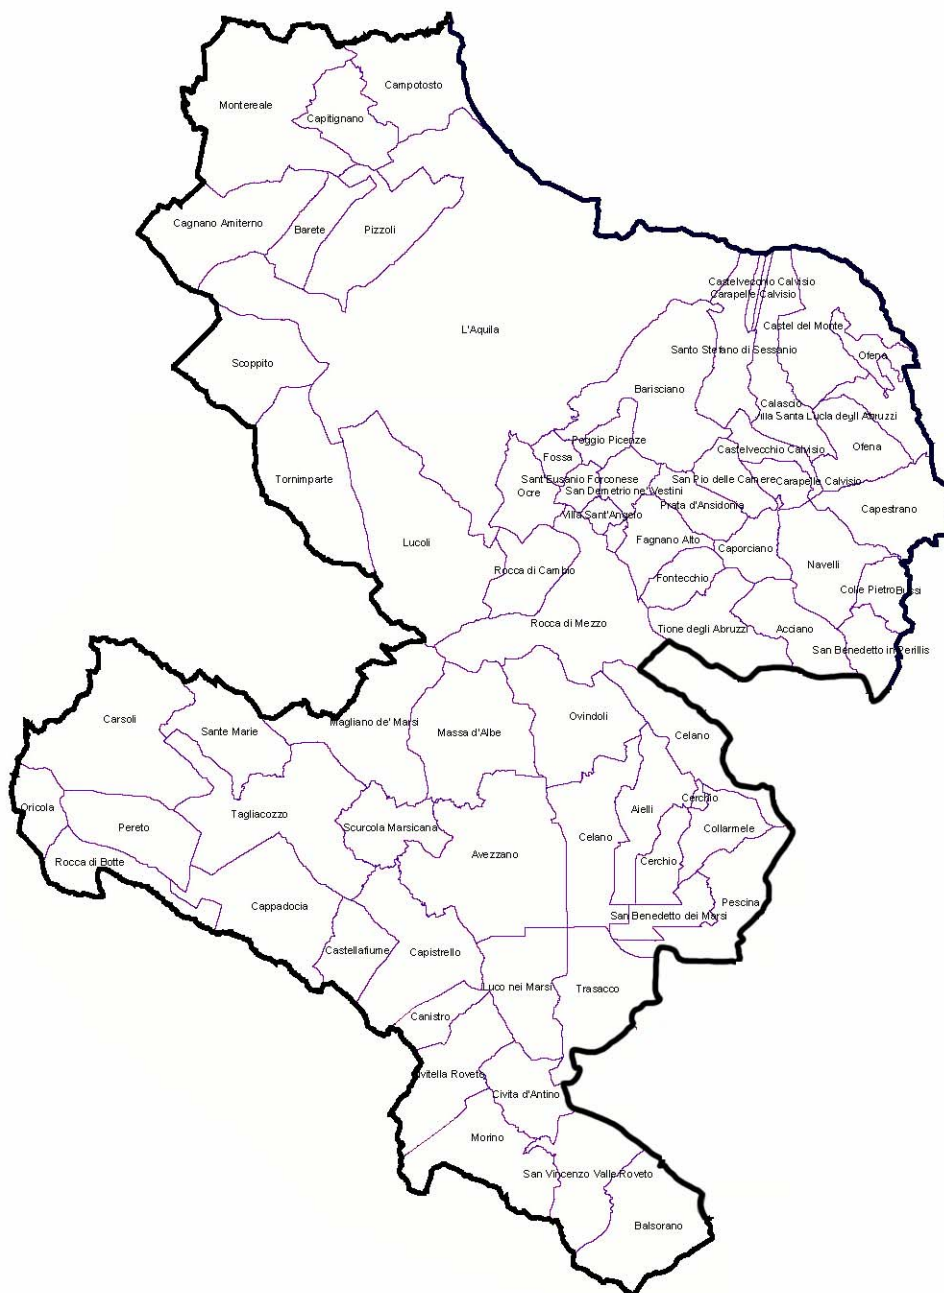 Campotosto
Montereale
Capitignano
Cagnano Amiterno
Barete
Pizzoli
Castelvecchio Calvisio
Carapelle Calvisio
L'Aquila
Castel del Monte
Santo Stefano di Sessanio
Ofena
Scoppito
Barisciano
Calascio
Villa Santa Lucia degli Abruzzi
Poggio Picenze
Ofena
Castelvecchio Calvisio
Fossa
Tornimparte
Sant'Eusanio Forconese
San Pio delle Camere
Carapelle Calvisio
Ocre
San Demetrio ne' Vestini
Prata d'Ansidonia
Capestrano
Villa Sant'Angelo
Lucoli
Fagnano Alto
Caporciano
Navelli
Rocca di Cambio
Fontecchio
Colle Pietro
Bussi
Rocca di Mezzo
Tione degli Abruzzi
Acciano
San Benedetto in Perillis
Carsoli
Sante Marie
Magliano de' Marsi
Massa d'Albe
Ovindoli
Celano
Oricola
Cerchio
Pereto
Tagliacozzo
Scurcola Marsicana
Aielli
Collarmele
Celano
Rocca di Botte
Avezzano
Cerchio
Cappadocia
Pescina
San Benedetto dei Marsi
Castellafiume
Capistrello
Luco nei Marsi
Trasacco
Canistro
Civitella Roveto
Civita d'Antino
Morino
San Vincenzo Valle Roveto
Balsorano